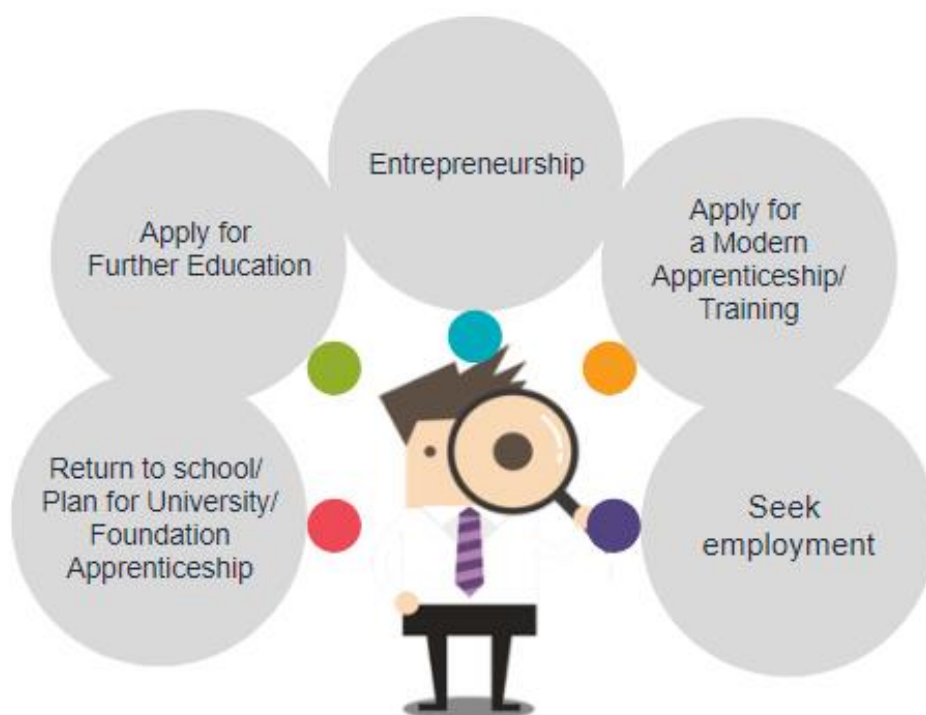 Entrepreneurship
Apply for
Further Education
Apply for
a Modern
Apprenticeship/
Training
Return to school/
Plan for University/
Foundation
Apprenticeship
Seek
employment